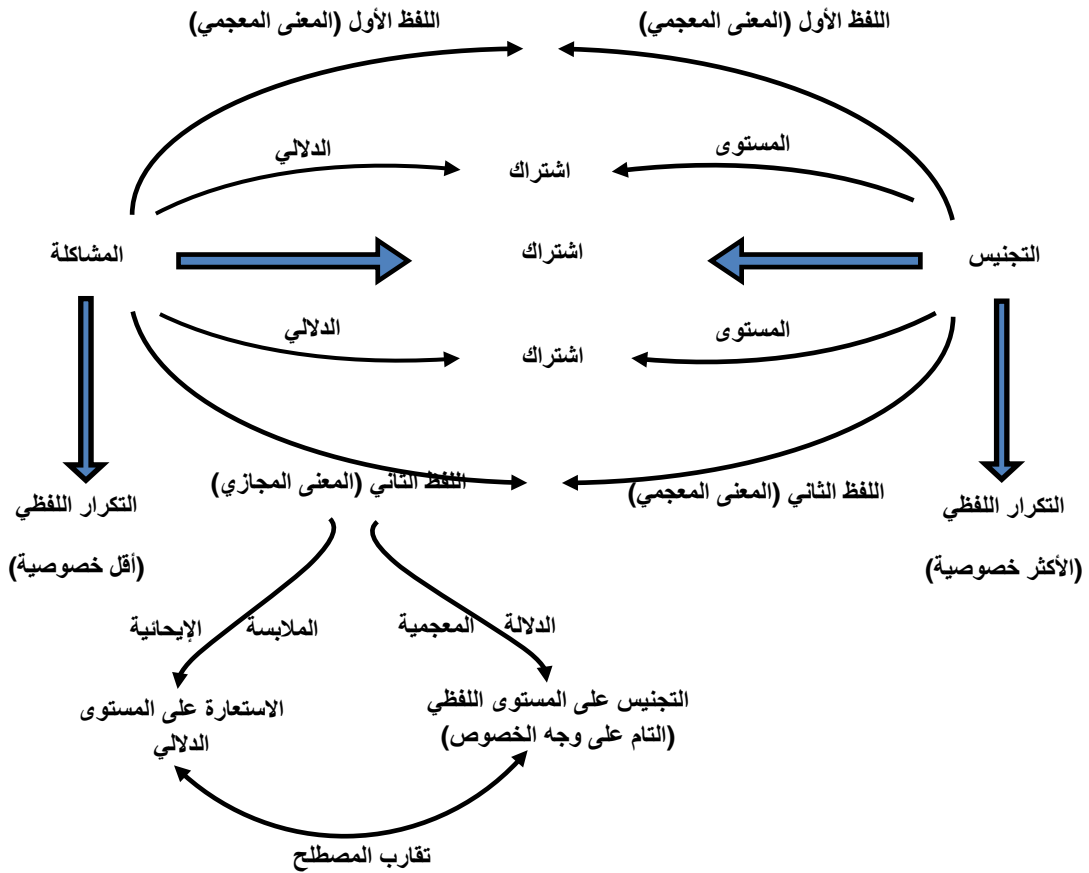 اللفظ الأول (المعنى المعجمي)
اللفظ الأول (المعنى المعجمي)
المستوى
الدلالي
اشتراك
التجنيس
اشتراك
المشاكلة
المستوى
الدلالي
اشتراك
اللفظ الثاني (المعنى المعجمي)
اللفظ الثاني (المعنى المجازي)
التكرار اللفظي
(الأكثر خصوصية)
التكرار اللفظي
(أقل خصوصية)
الدلالة
المعجمية
الملابسة
الإيحائية
التجنيس على المستوى اللفظي
(التام على وجه الخصوص)
الاستعارة على المستوى
الدلالي
تقارب المصطلح